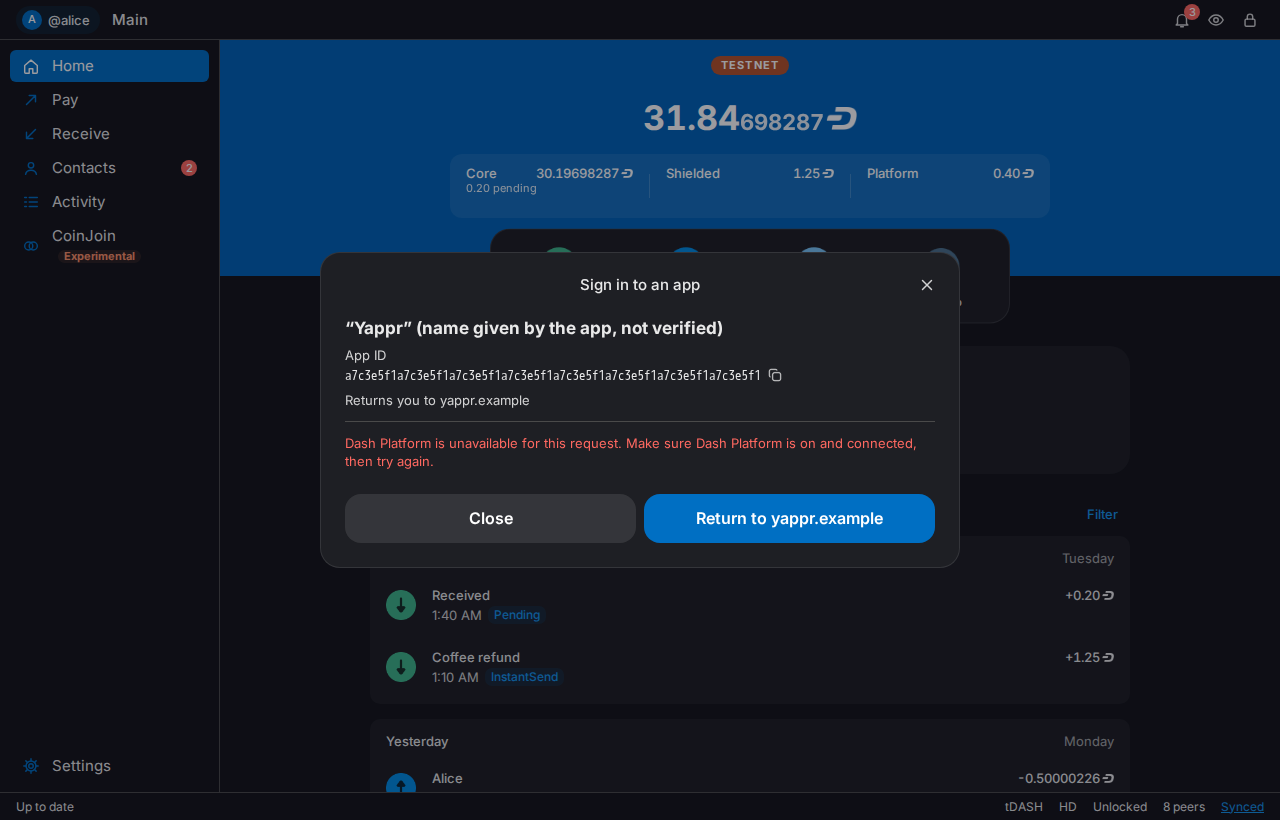 A @alice Main 3
Home
Pay
Receive
Contacts 2
Activity
CoinJoin
Experimental
Settings
TESTNET
31.84698287
Core 30.19698287
0.20 pending
Shielded 1.25
Platform 0.40
Sign in to an app
“Yappr” (name given by the app, not verified)
App ID
a7c3e5f1a7c3e5f1a7c3e5f1a7c3e5f1a7c3e5f1a7c3e5f1a7c3e5f1a7c3e5f1
Returns you to yappr.example
Dash Platform is unavailable for this request. Make sure Dash Platform is on and connected,
then try again.
Close Return to yappr.example
Filter
Tuesday
Received +0.20
1:40 AM Pending
Coffee refund +1.25
1:10 AM InstantSend
Yesterday Monday
Alice -0.50000226
Up to date tDASH HD Unlocked 8 peers Synced